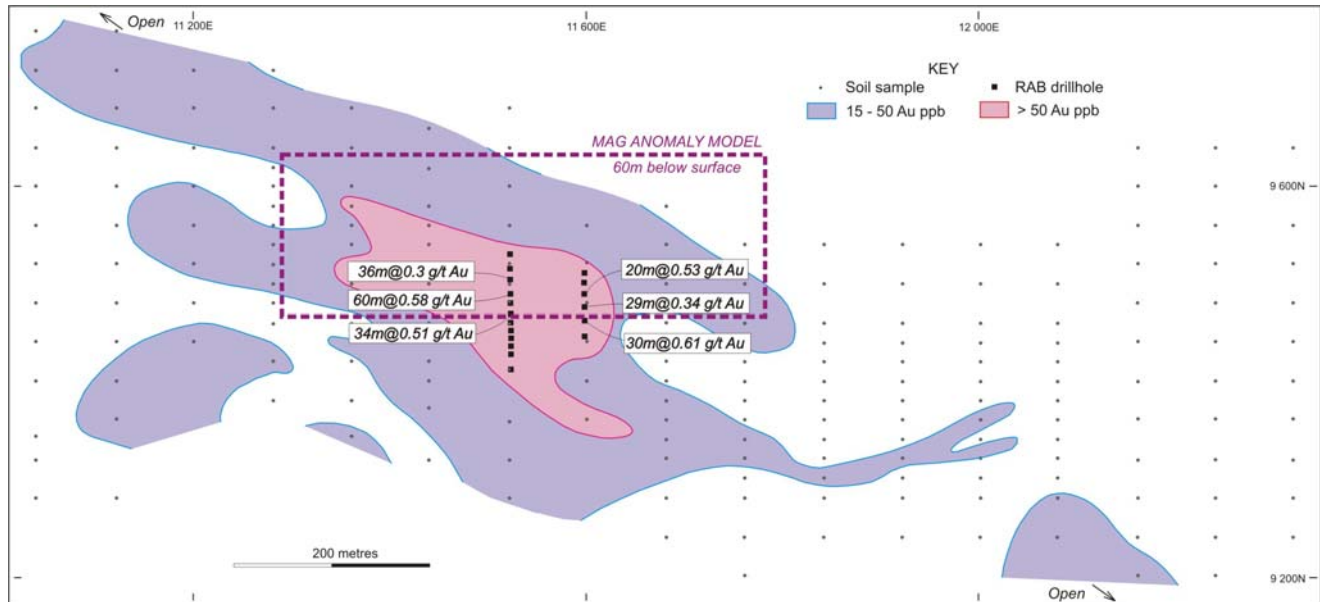 Open
11 200E
11 600E
12 000E
KEY
Soil sample
RAB drillhole
15 - 50 Au ppb
> 50 Au ppb
MAG ANOMALY MODEL
60m below surface
9 600N
36m@0.3 g/t Au
20m@0.53 g/t Au
60m@0.58 g/t Au
29m@0.34 g/t Au
34m@0.51 g/t Au
30m@0.61 g/t Au
200 metres
9 200N
Open